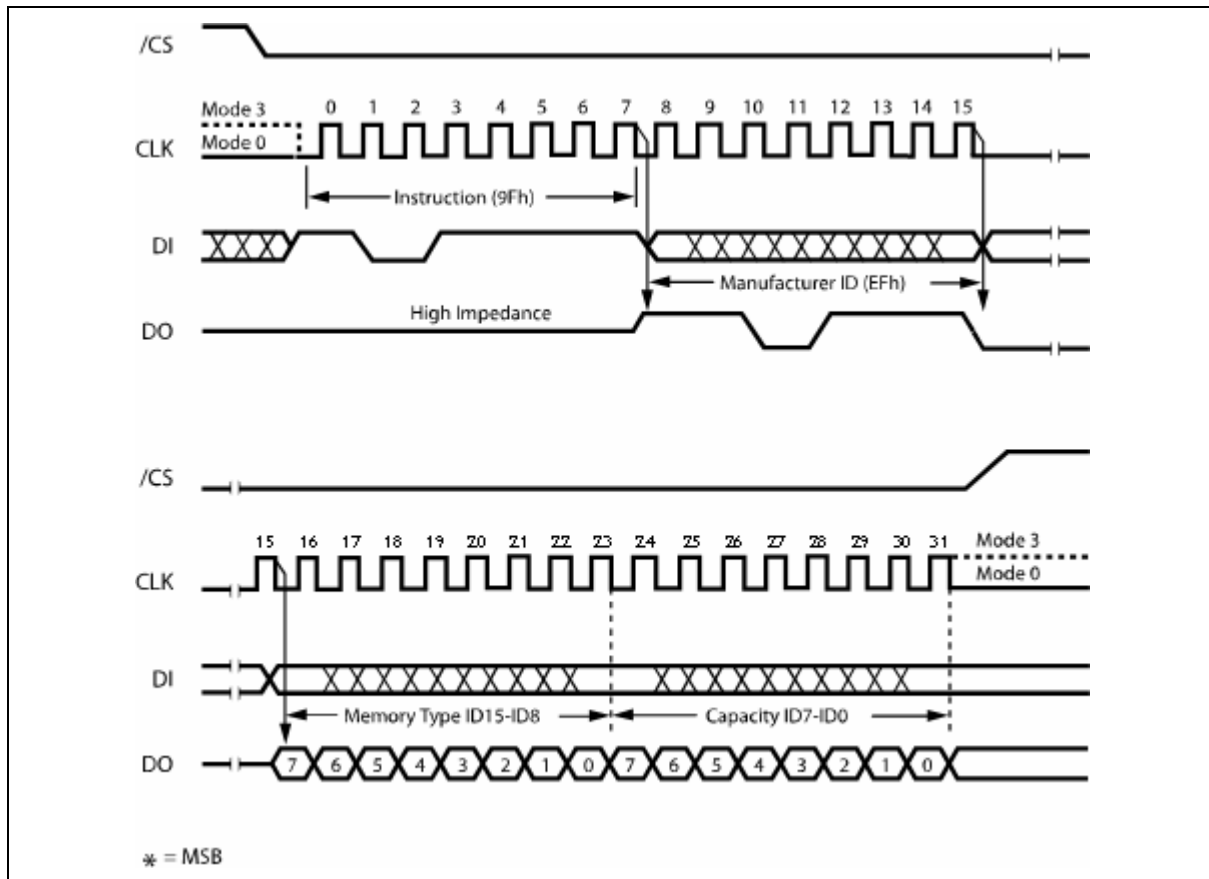 /CS
Mode 3
0 1 2 3 4 5 6 7 8 9 10 11 12 13 14 15
Mode 0
CLK
Instruction (9Fh)
DI
Manufacturer ID (EFh)
High Impedance
DO
/CS
15 16 17 18 19 20 21 22 23 24 25 26 27 28 29 30 31
Mode 3
Mode 0
CLK
DI
Memory Type ID15-ID8
Capacity ID7-ID0
DO
7 6 5 4 3 2 1 0 7 6 5 4 3 2 1 0
* = MSB